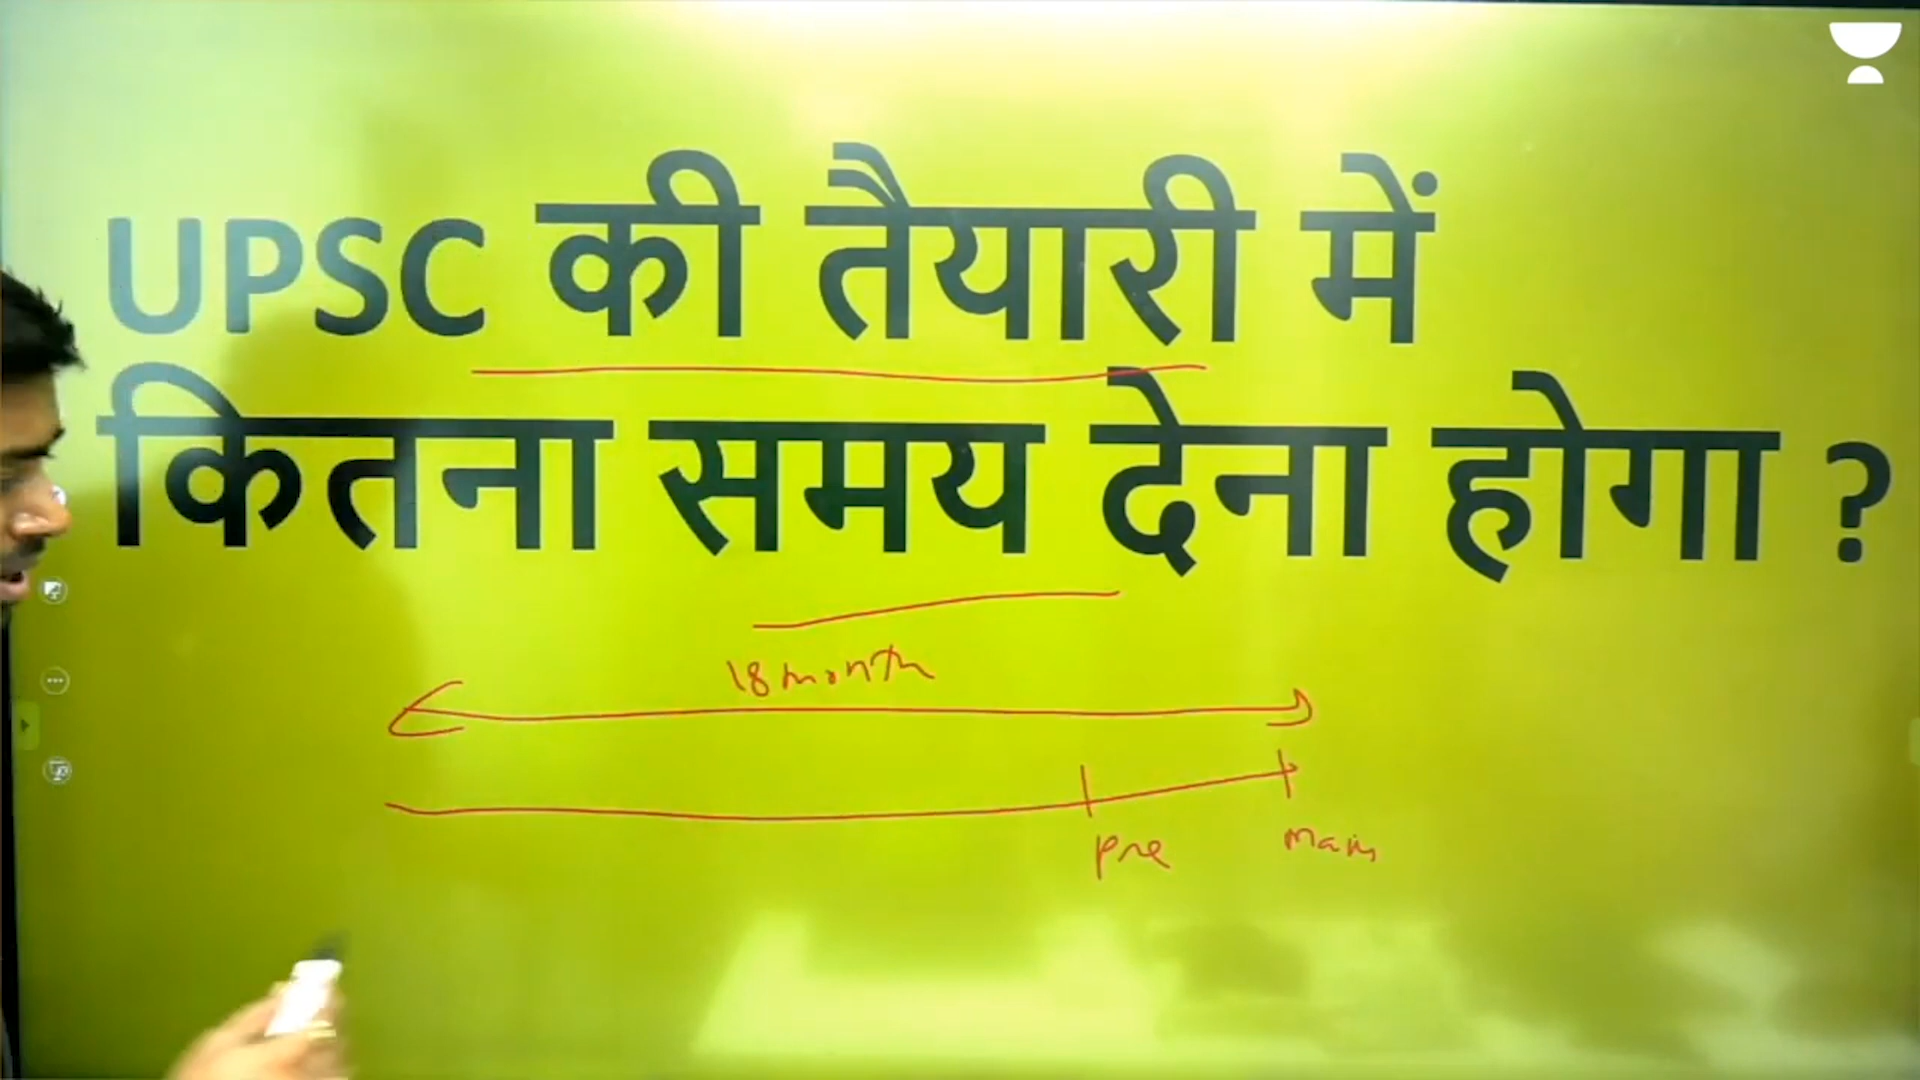 UPSC की तैयारी में
कितना समय देना होगा ?
18 month
pre
main